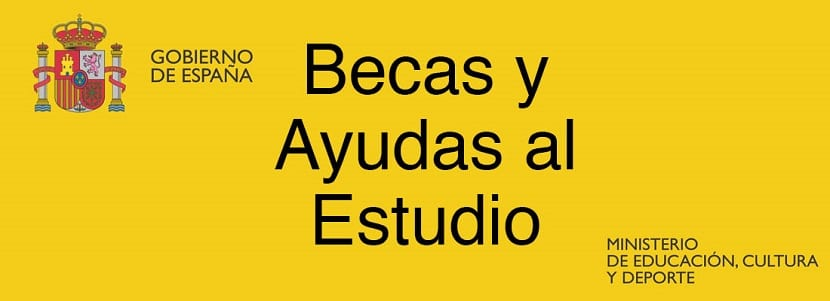 GOBIERNO
DE ESPAÑA
Becas y
Ayudas al
Estudio
MINISTERIO
DE EDUCACIÓN, CULTURA
Y DEPORTE